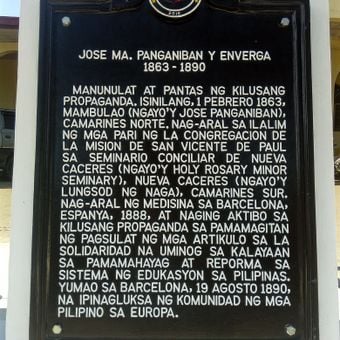 JOSE MA. PANGANIBAN Y ENVERGA
1863 - 1890
MANUNULAT AT PANTAS NG KILUSANG
PROPAGANDA. ISINILANG, 1 PEBRERO 1863,
MAMBULAO (NGAYO'Y JOSE PANGANIBAN),
CAMARINES NORTE. NAG-ARAL SA ILALIM
NG MGA PARI NG LA CONGREGACION DE
LA MISION DE SAN VICENTE DE PAUL
SA SEMINARIO CONCILIAR DE NUEVA
CACERES (NGAYO'Y HOLY ROSARY MINOR
SEMINARY), NUEVA CACERES (NGAYO'Y
LUNGSOD NG NAGA), CAMARINES SUR.
NAG-ARAL NG MEDISINA SA BARCELONA,
ESPANYA, 1888, AT NAGING AKTIBO SA
KILUSANG PROPAGANDA SA PAMAMAGITAN
NG PAGSULAT NG MGA ARTIKULO SA LA
SOLIDARIDAD NA UMINOG SA KALAYAAN
SA PAMAMAHAYAG AT REPORMA SA
SISTEMA NG EDUKASYON SA PILIPINAS.
YUMAO SA BARCELONA, 19 AGOSTO 1890,
NA IPINAGLUKSA NG KOMUNIDAD NG MGA
PILIPINO SA EUROPA.